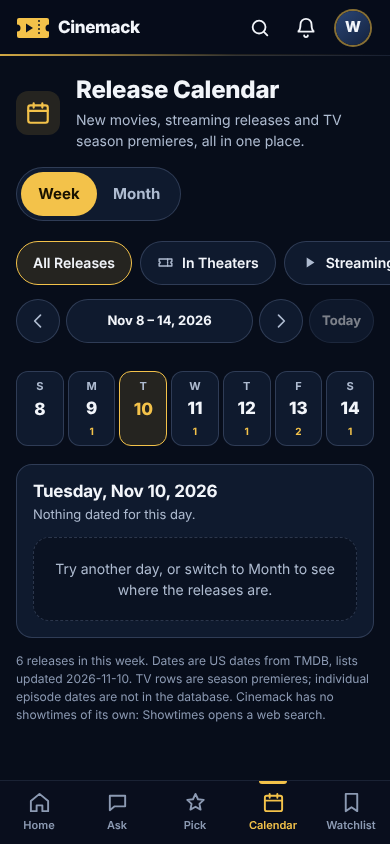 Cinemack
W
Release Calendar
New movies, streaming releases and TV
season premieres, all in one place.
Week Month
All Releases In Theaters Streaming
Nov 8 – 14, 2026 Today
S M T W T F S
8 9 10 11 12 13 14
1 1 1 2 1
Tuesday, Nov 10, 2026
Nothing dated for this day.
Try another day, or switch to Month to see
where the releases are.
6 releases in this week. Dates are US dates from TMDB, lists
updated 2026-11-10. TV rows are season premieres; individual
episode dates are not in the database. Cinemack has no
showtimes of its own: Showtimes opens a web search.
Home Ask Pick Calendar Watchlist